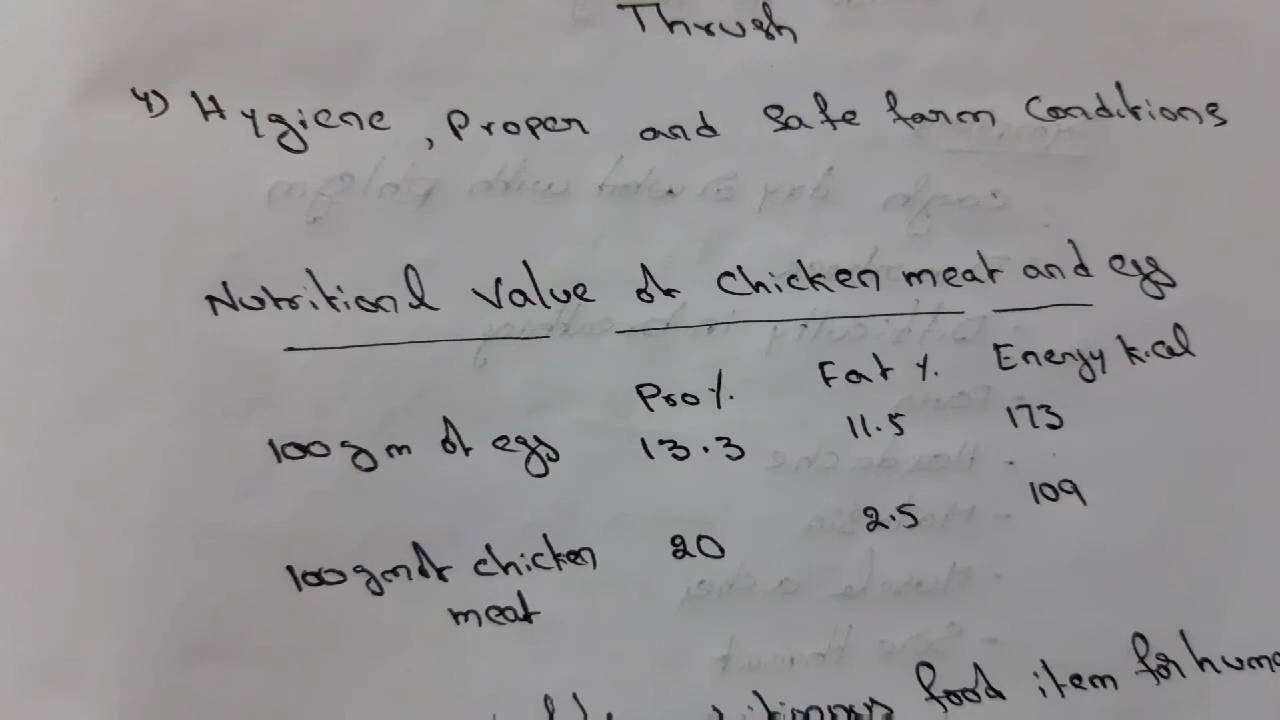 Thrush
4) Hygiene, Proper and Safe farm Conditions
Nutritional Value of chicken meat and egg
Pro% Fat % Energy k.cal
100gm of egg 13.3 11.5 173
100gm of chicken 20 2.5 109
meat
food item for huma